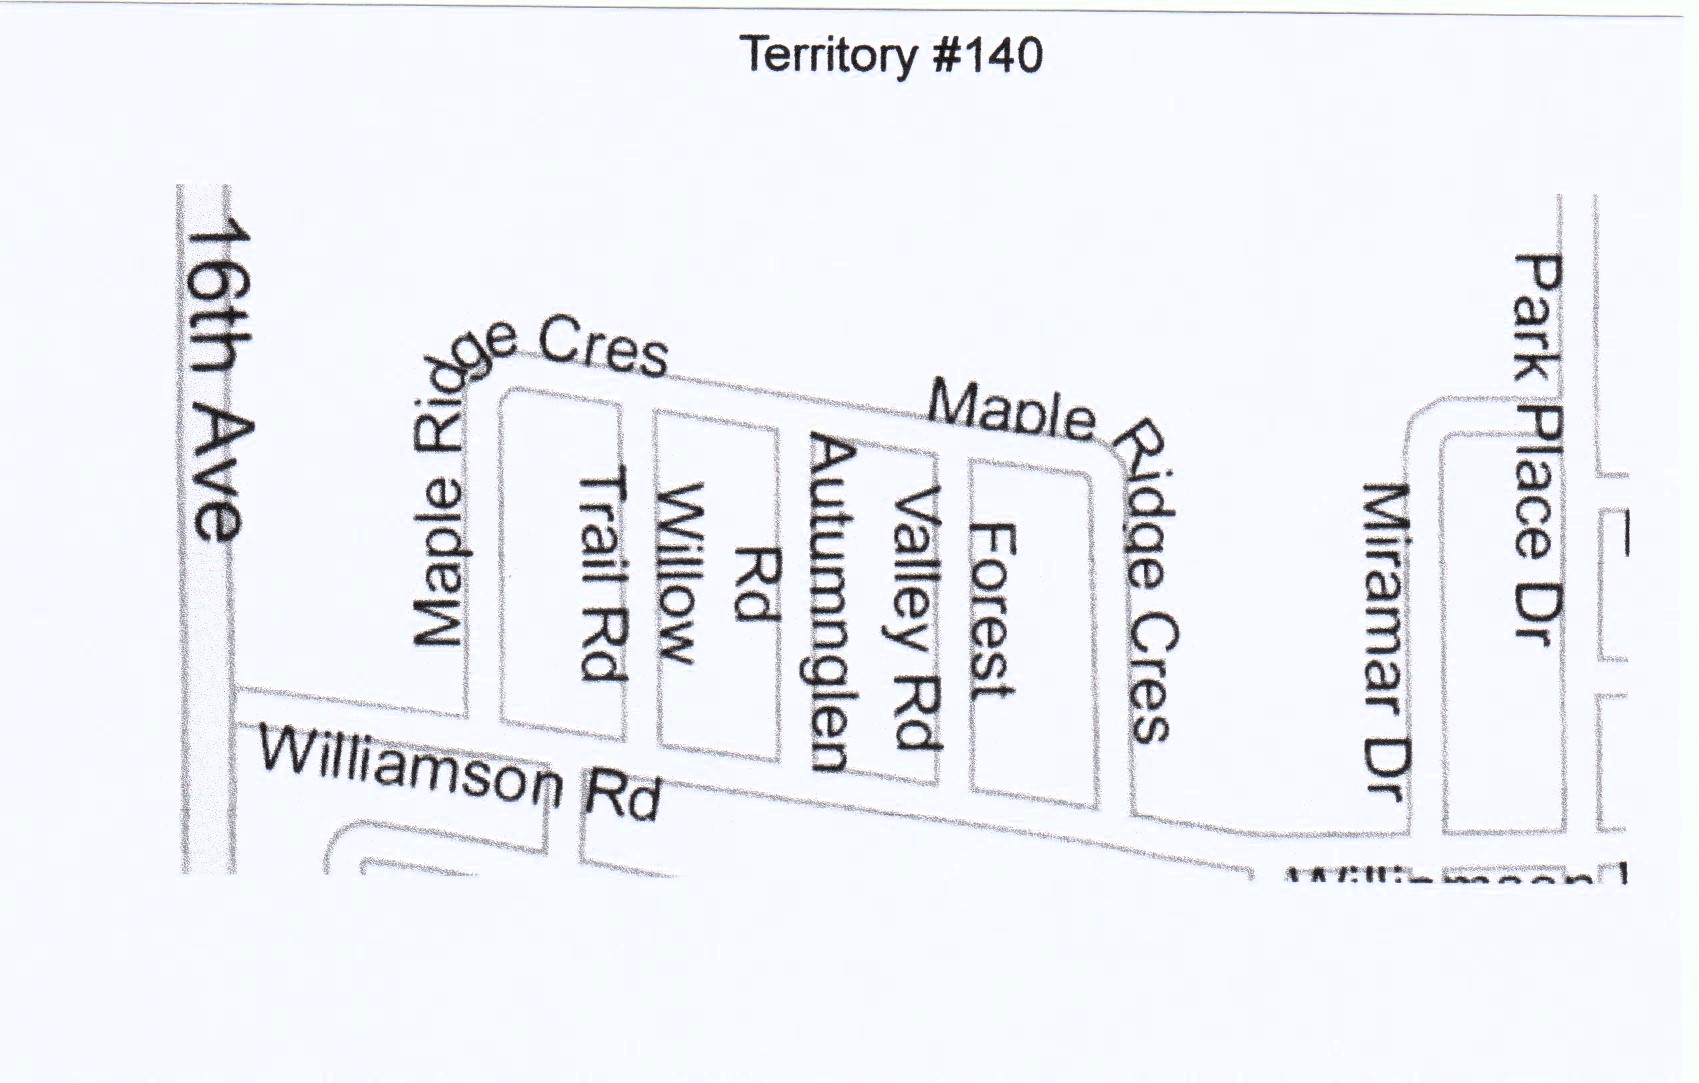 Territory #140
16th Ave
Maple Ridge Cres
Maple Ridge Cres
Willow
Trail Rd
Autumnglen
Rd
Forest
Valley Rd
Miramar Dr
Park Place Dr
Williamson Rd